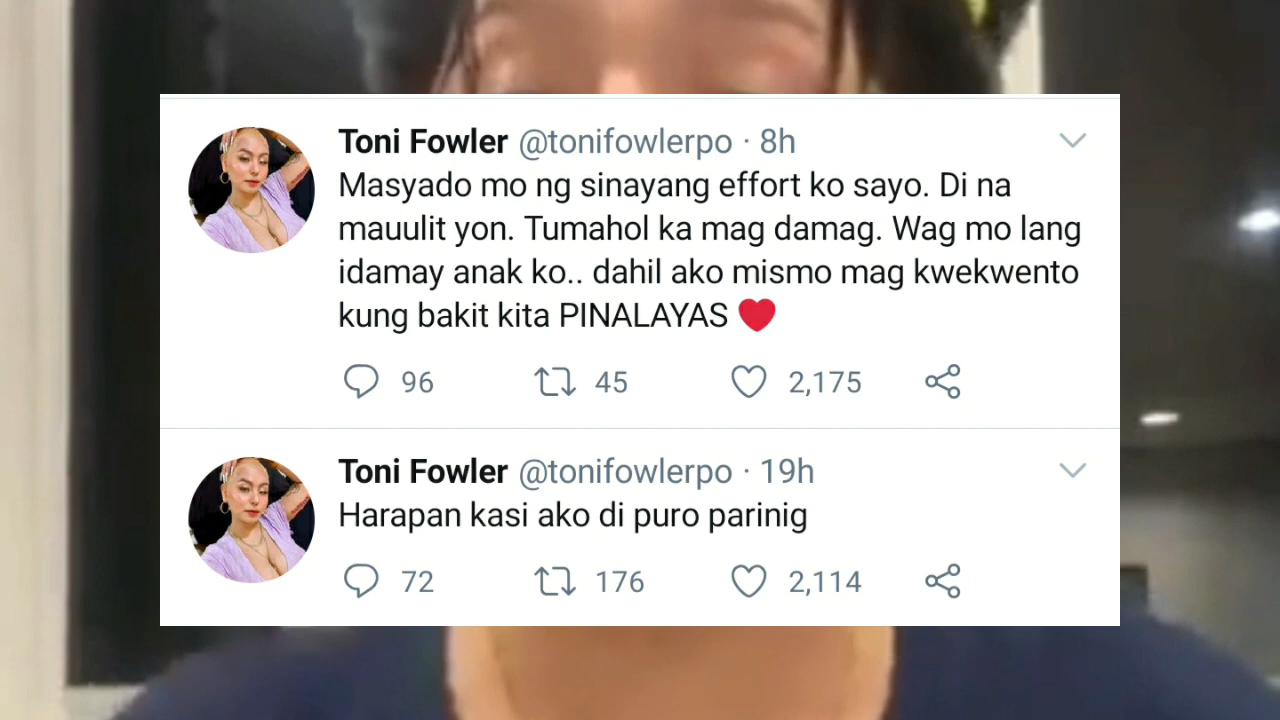 Toni Fowler @tonifowlerpo · 8h
Masyado mo ng sinayang effort ko sayo. Di na
mauulit yon. Tumahol ka mag damag. Wag mo lang
idamay anak ko.. dahil ako mismo mag kwekwento
kung bakit kita PINALAYAS ❤️
96 45 2,175
Toni Fowler @tonifowlerpo · 19h
Harapan kasi ako di puro parinig
72 176 2,114